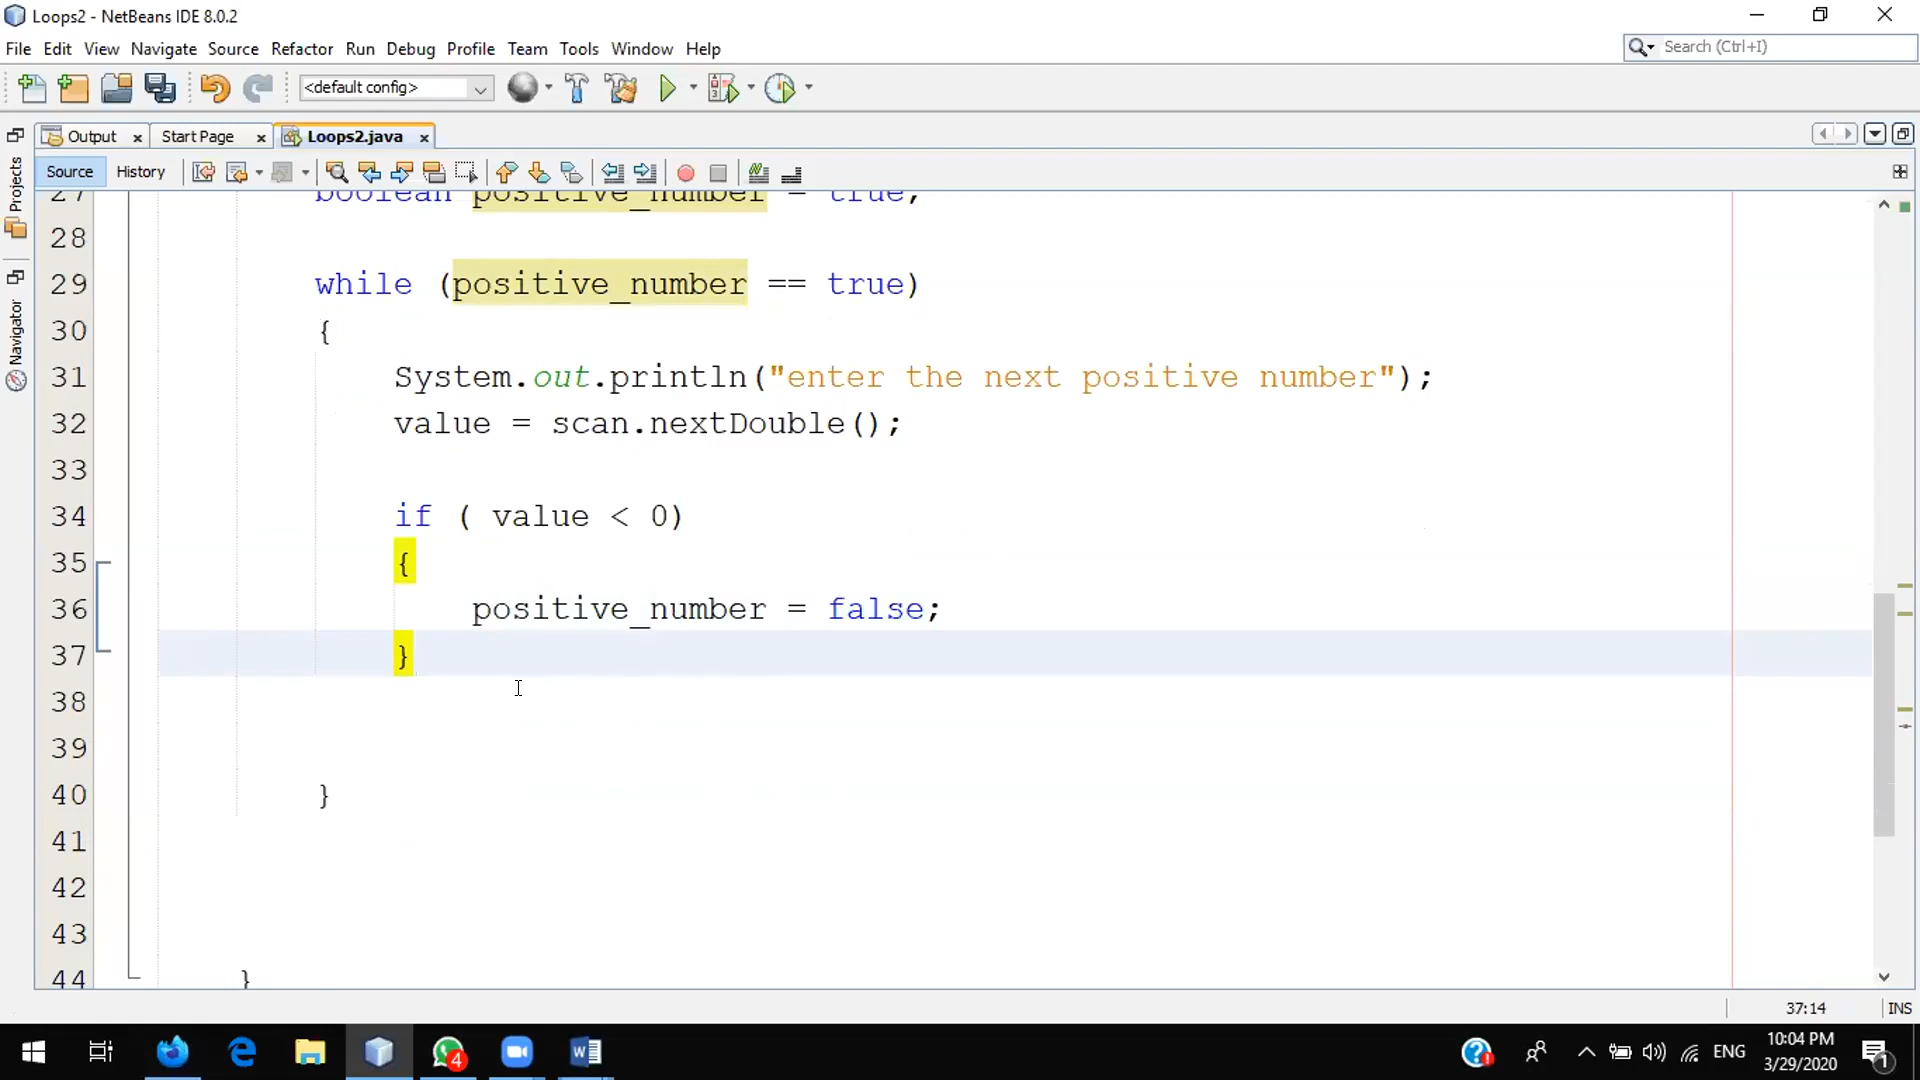 Loops2 - NetBeans IDE 8.0.2
File Edit View Navigate Source Refactor Run Debug Profile Team Tools Window Help
Search (Ctrl+I)
<default config>
Output Start Page Loops2.java
Source History
Projects
Navigator
27 boolean positive_number = true;
28
29 while (positive_number == true)
30 {
31 System.out.println("enter the next positive number");
32 value = scan.nextDouble();
33
34 if ( value < 0)
35 {
36 positive_number = false;
37 }
38
39
40 }
41
42
43
44 }
37:14 INS
4
ENG
10:04 PM
3/29/2020
1